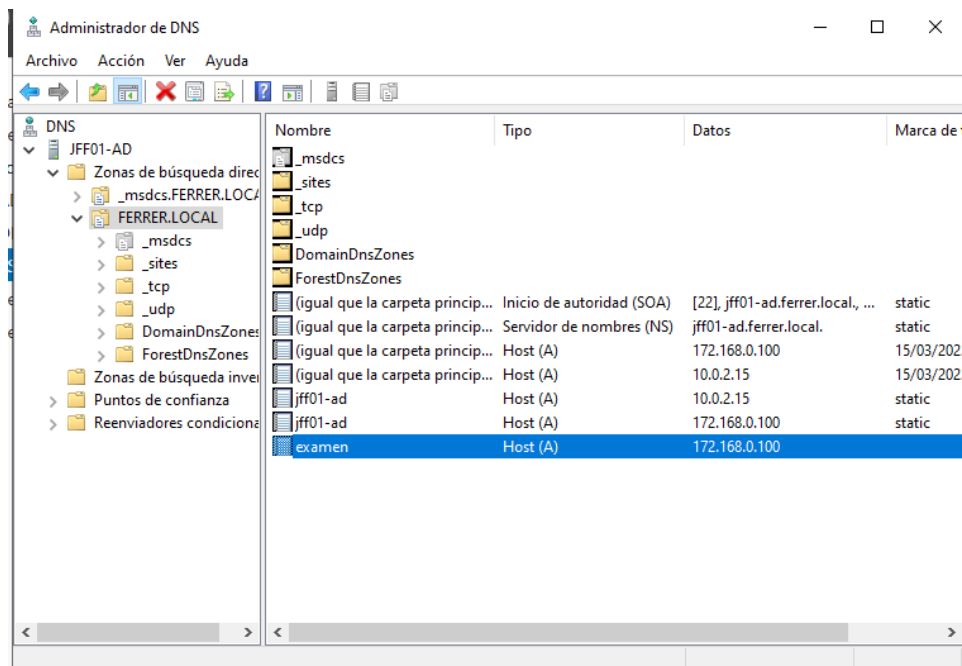 Administrador de DNS
Archivo Acción Ver Ayuda
DNS
JFF01-AD
Zonas de búsqueda direc
_msdcs.FERRER.LOCA
FERRER.LOCAL
_msdcs
_sites
_tcp
_udp
DomainDnsZones
ForestDnsZones
Zonas de búsqueda inver
Puntos de confianza
Reenviadores condiciona
Nombre Tipo Datos Marca de
_msdcs
_sites
_tcp
_udp
DomainDnsZones
ForestDnsZones
(igual que la carpeta princip... Inicio de autoridad (SOA) [22], jff01-ad.ferrer.local., ... static
(igual que la carpeta princip... Servidor de nombres (NS) jff01-ad.ferrer.local. static
(igual que la carpeta princip... Host (A) 172.168.0.100 15/03/202
(igual que la carpeta princip... Host (A) 10.0.2.15 15/03/202
jff01-ad Host (A) 10.0.2.15 static
jff01-ad Host (A) 172.168.0.100 static
examen Host (A) 172.168.0.100